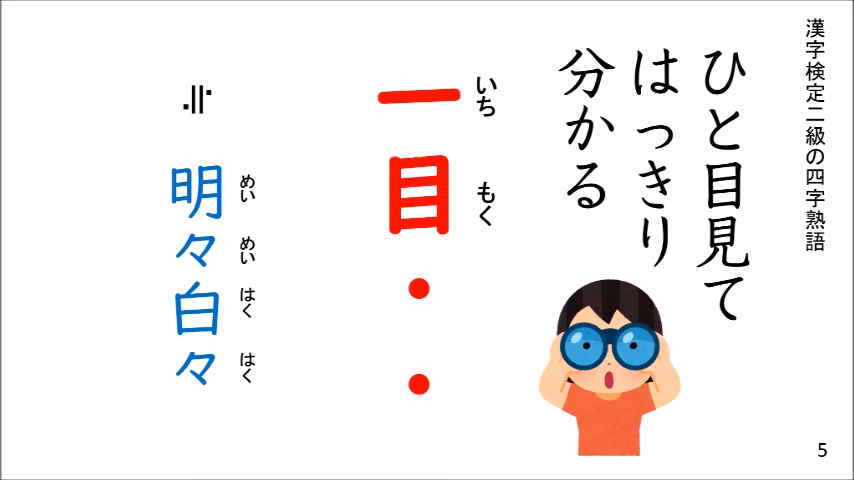 漢字検定二級の四字熟語
ひと目見て
はっきり
分かる
いち もく
一目・・
≒
めい めい はく はく
明々白々
5